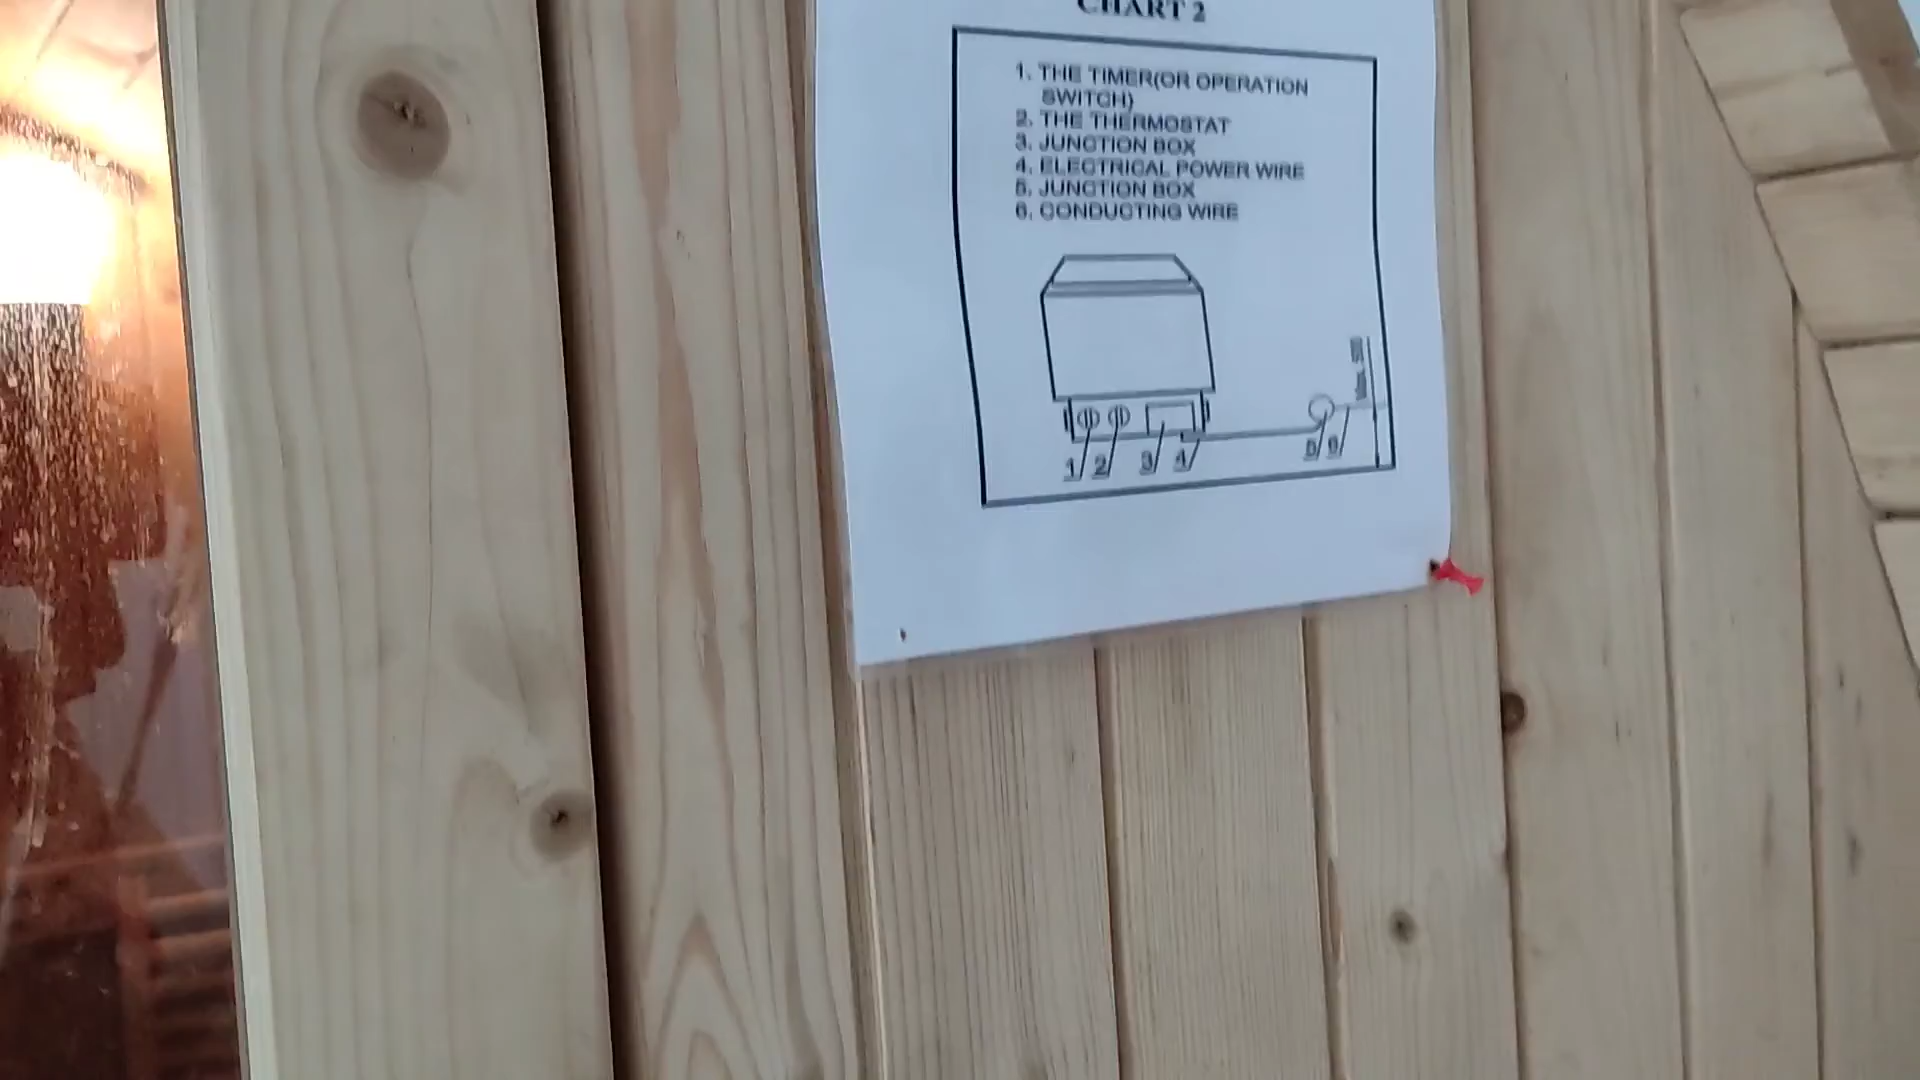 CHART 2
1. THE TIMER(OR OPERATION
SWITCH)
2. THE THERMOSTAT
3. JUNCTION BOX
4. ELECTRICAL POWER WIRE
5. JUNCTION BOX
6. CONDUCTING WIRE
1 2 3 4 5 6